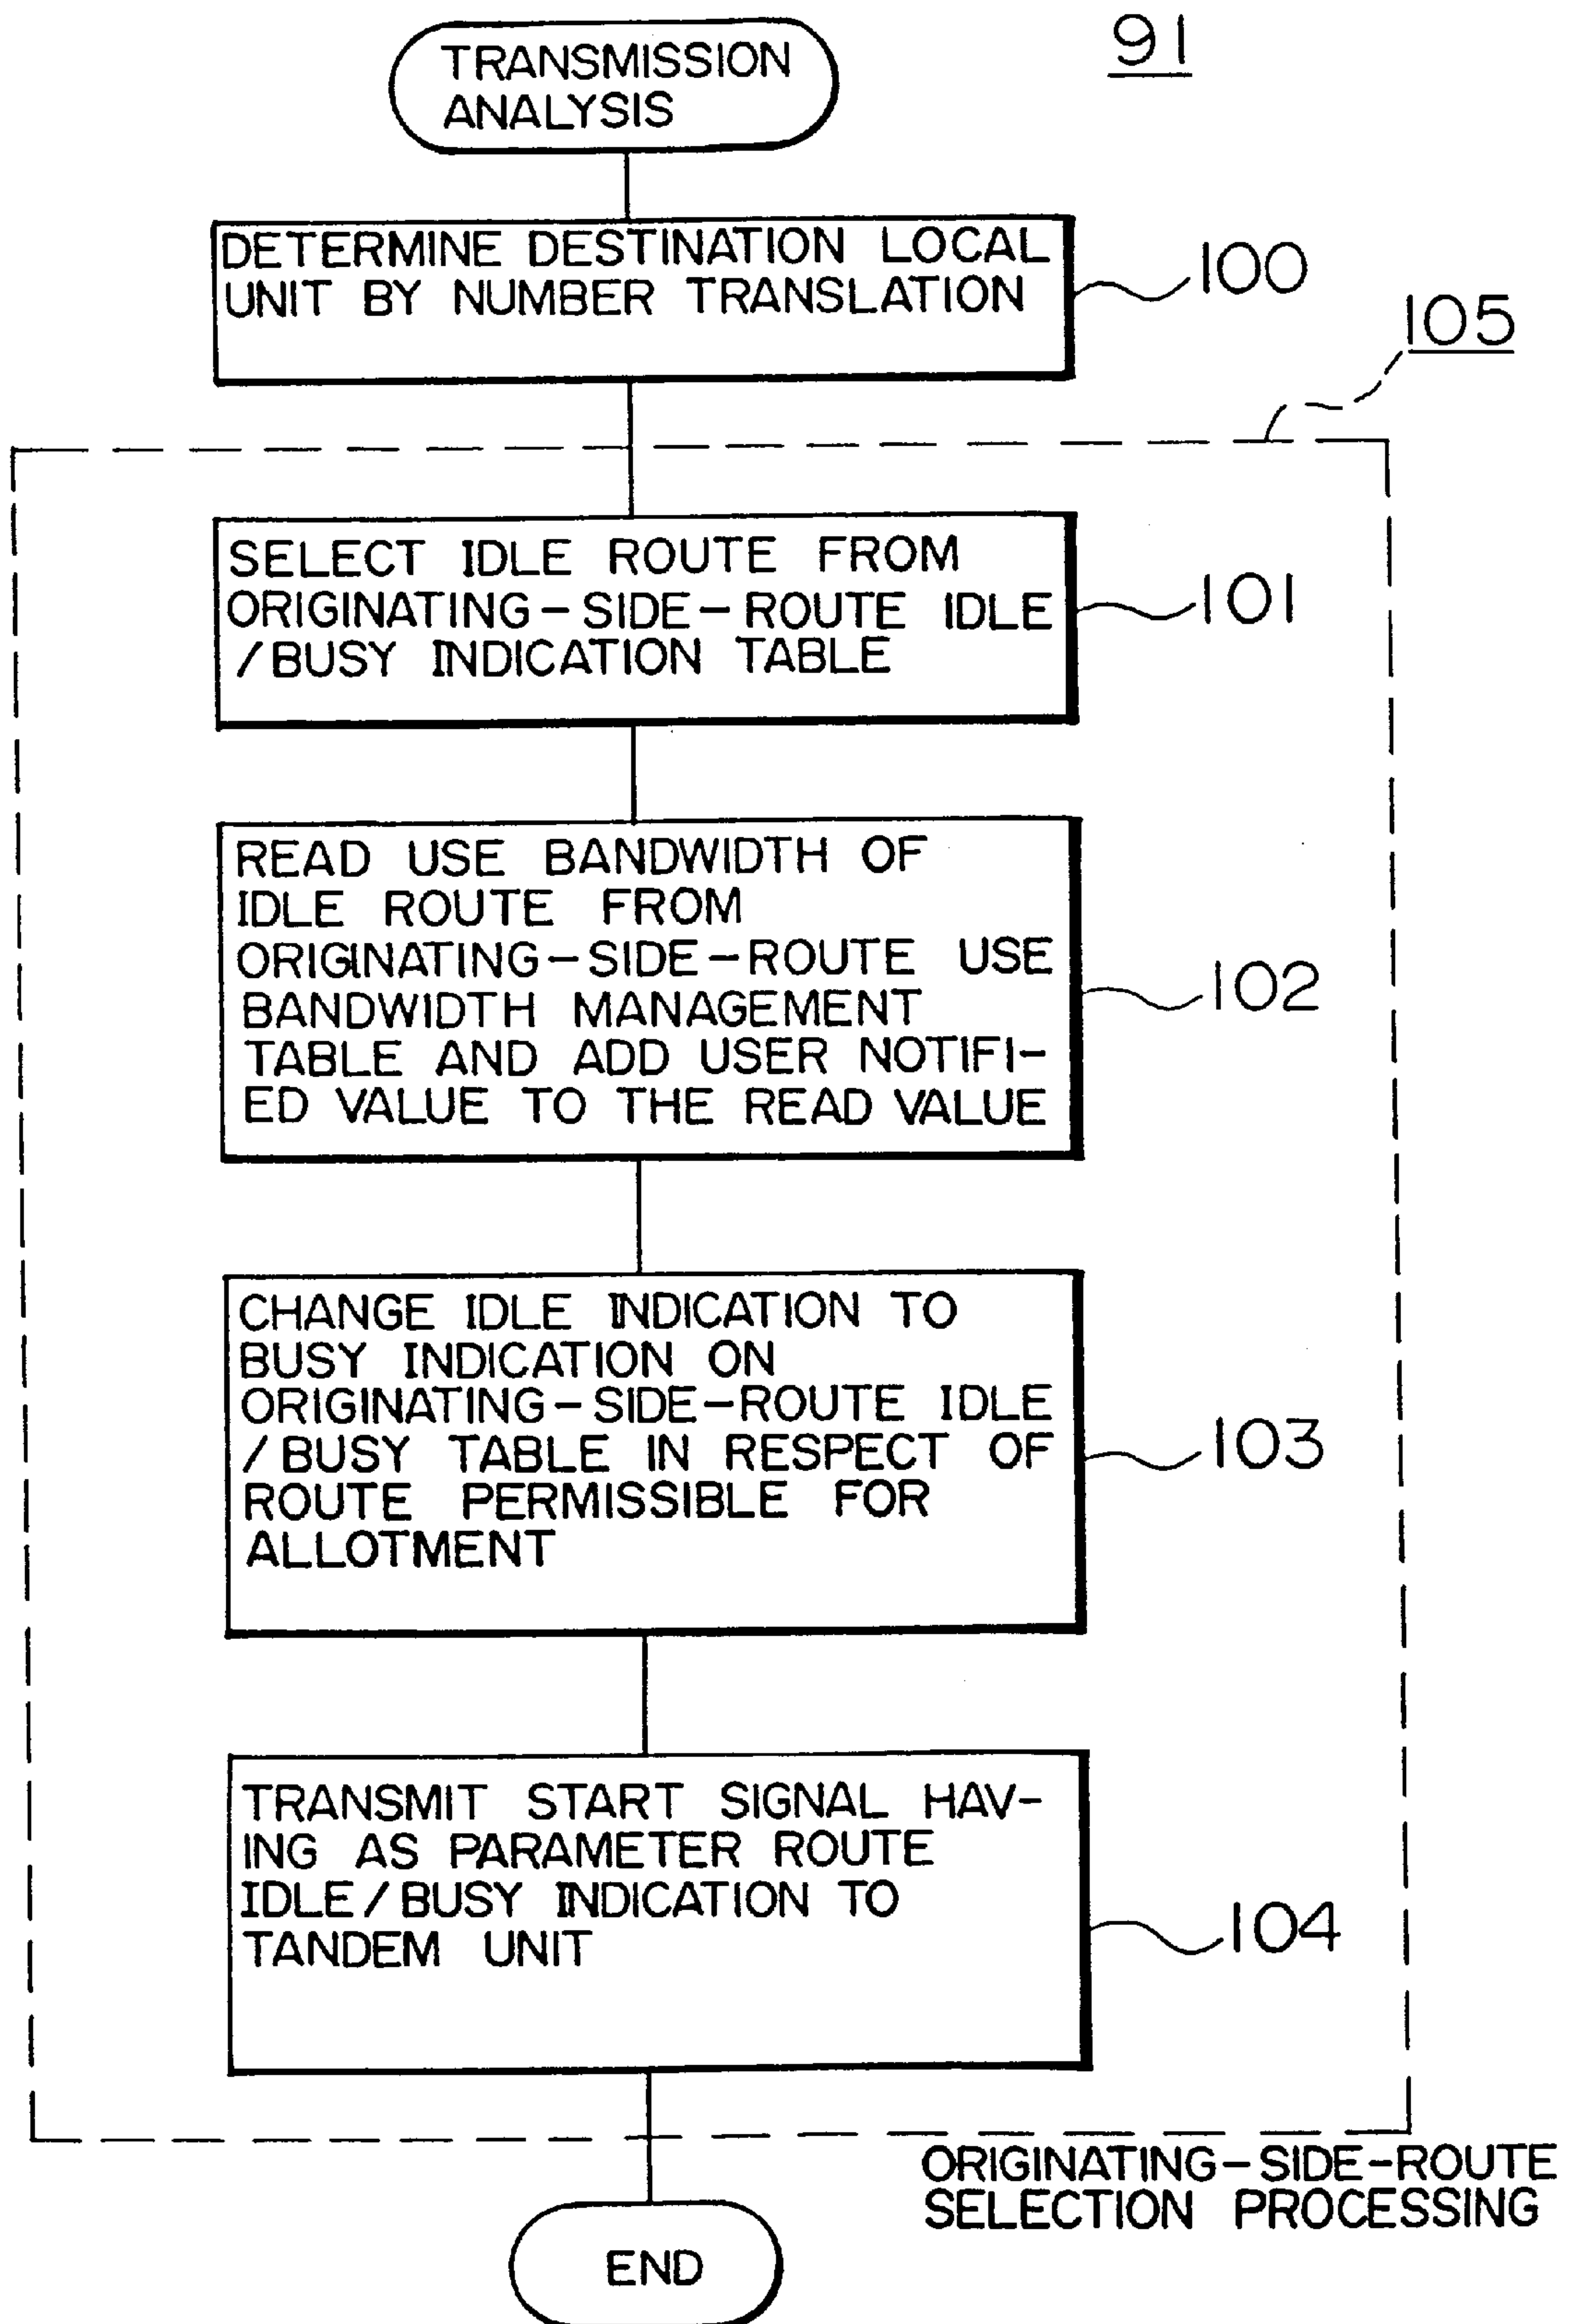 91
TRANSMISSION
ANALYSIS
DETERMINE DESTINATION LOCAL
UNIT BY NUMBER TRANSLATION
100
105
SELECT IDLE ROUTE FROM
ORIGINATING-SIDE-ROUTE IDLE
/BUSY INDICATION TABLE
101
READ USE BANDWIDTH OF
IDLE ROUTE FROM
ORIGINATING-SIDE-ROUTE USE
BANDWIDTH MANAGEMENT
TABLE AND ADD USER NOTIFI-
ED VALUE TO THE READ VALUE
102
CHANGE IDLE INDICATION TO
BUSY INDICATION ON
ORIGINATING-SIDE-ROUTE IDLE
/BUSY TABLE IN RESPECT OF
ROUTE PERMISSIBLE FOR
ALLOTMENT
103
TRANSMIT START SIGNAL HAV-
ING AS PARAMETER ROUTE
IDLE/BUSY INDICATION TO
TANDEM UNIT
104
ORIGINATING-SIDE-ROUTE
SELECTION PROCESSING
END